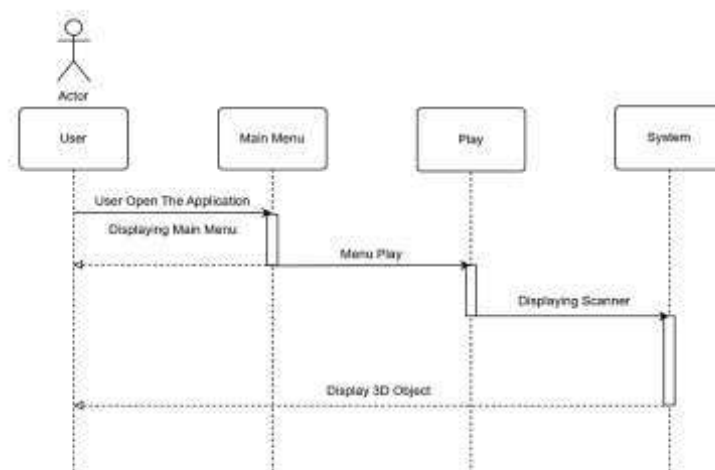 Actor
User
Main Menu
Play
System
User Open The Application
Displaying Main Menu
Menu Play
Displaying Scanner
Display 3D Object